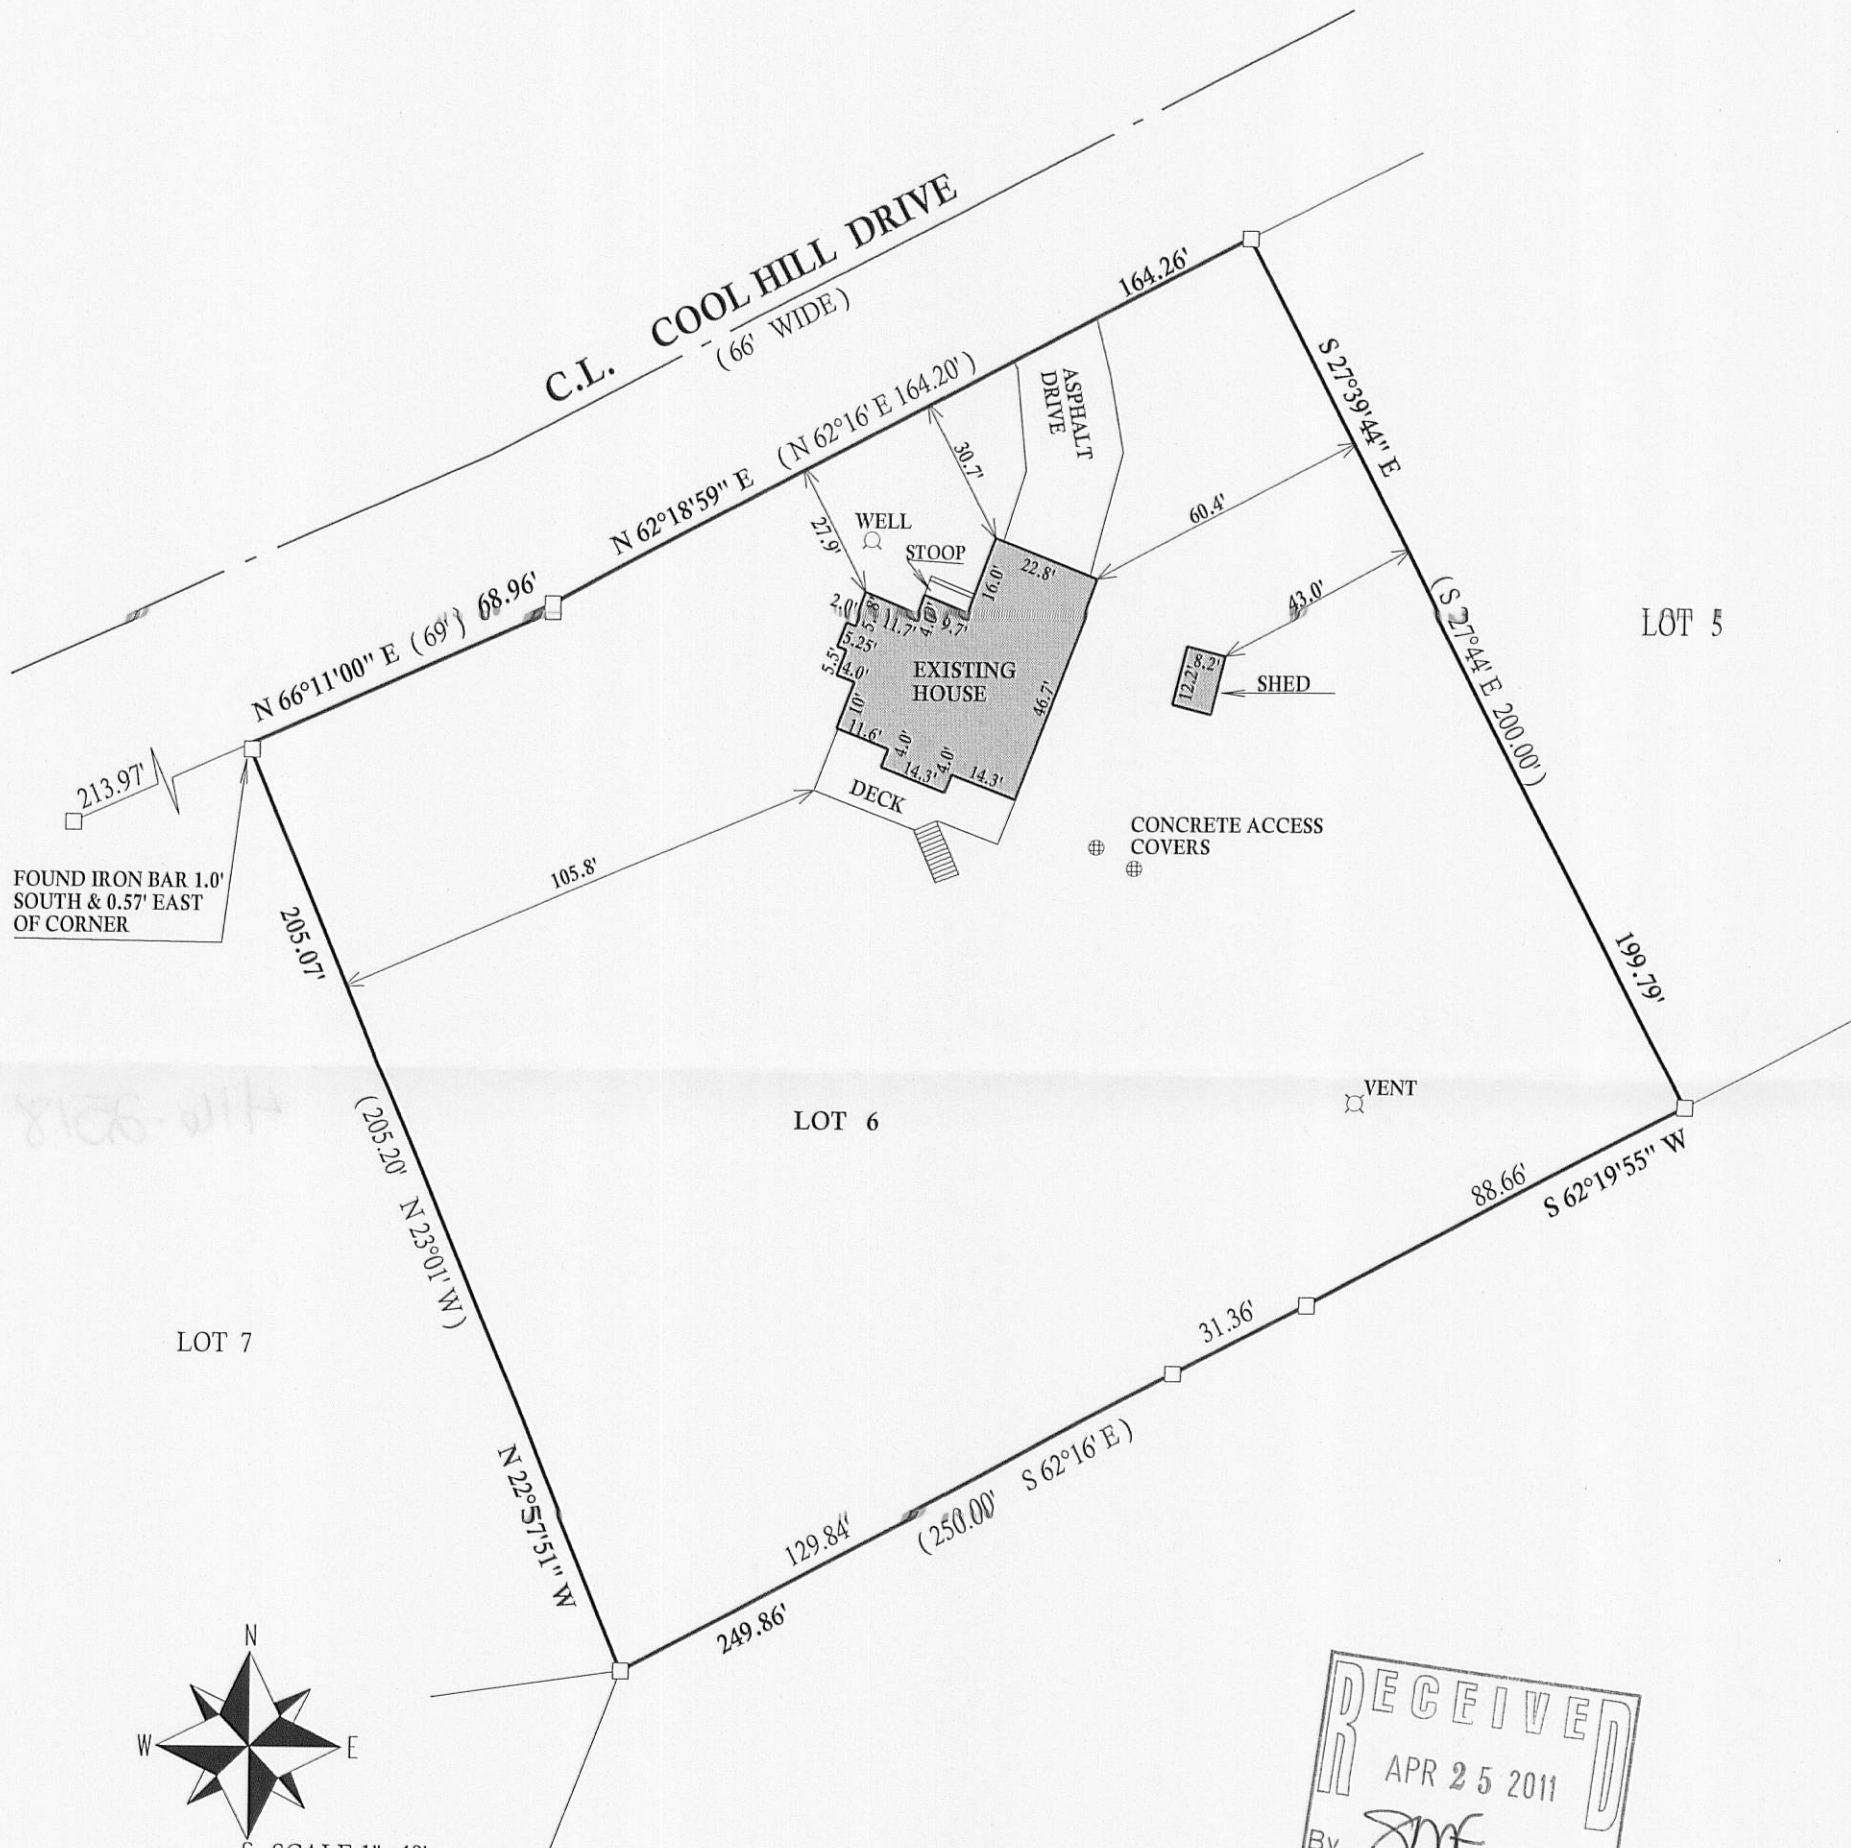 C.L. COOL HILL DRIVE
(66' WIDE)
164.26'
(N 62°16' E 164.20')
N 62°18'59" E
N 66°11'00" E (69') 68.96'
213.97'
FOUND IRON BAR 1.0'
SOUTH & 0.57' EAST
OF CORNER
S 27°39'44" E
(S 27°44' E 200.00')
199.79'
LOT 5
ASPHALT
DRIVE
30.7'
27.9'
WELL
STOOP
60.4'
43.0'
22.8'
16.0'
2.0'
5.8'
11.7'
4.0'
9.7'
5.25'
5.5'
4.0'
10'
11.6'
4.0'
14.3'
4.0'
14.3'
46.7'
EXISTING
HOUSE
8.2'
12.2'
SHED
DECK
CONCRETE ACCESS
COVERS
105.8'
205.07'
(205.20' N 23°01' W)
N 22°57'51" W
LOT 6
LOT 7
VENT
88.66'
S 62°19'55" W
31.36'
S 62°16' E)
(250.00'
129.84'
249.86'
N
W
E
S
RECEIVED
APR 25 2011
By